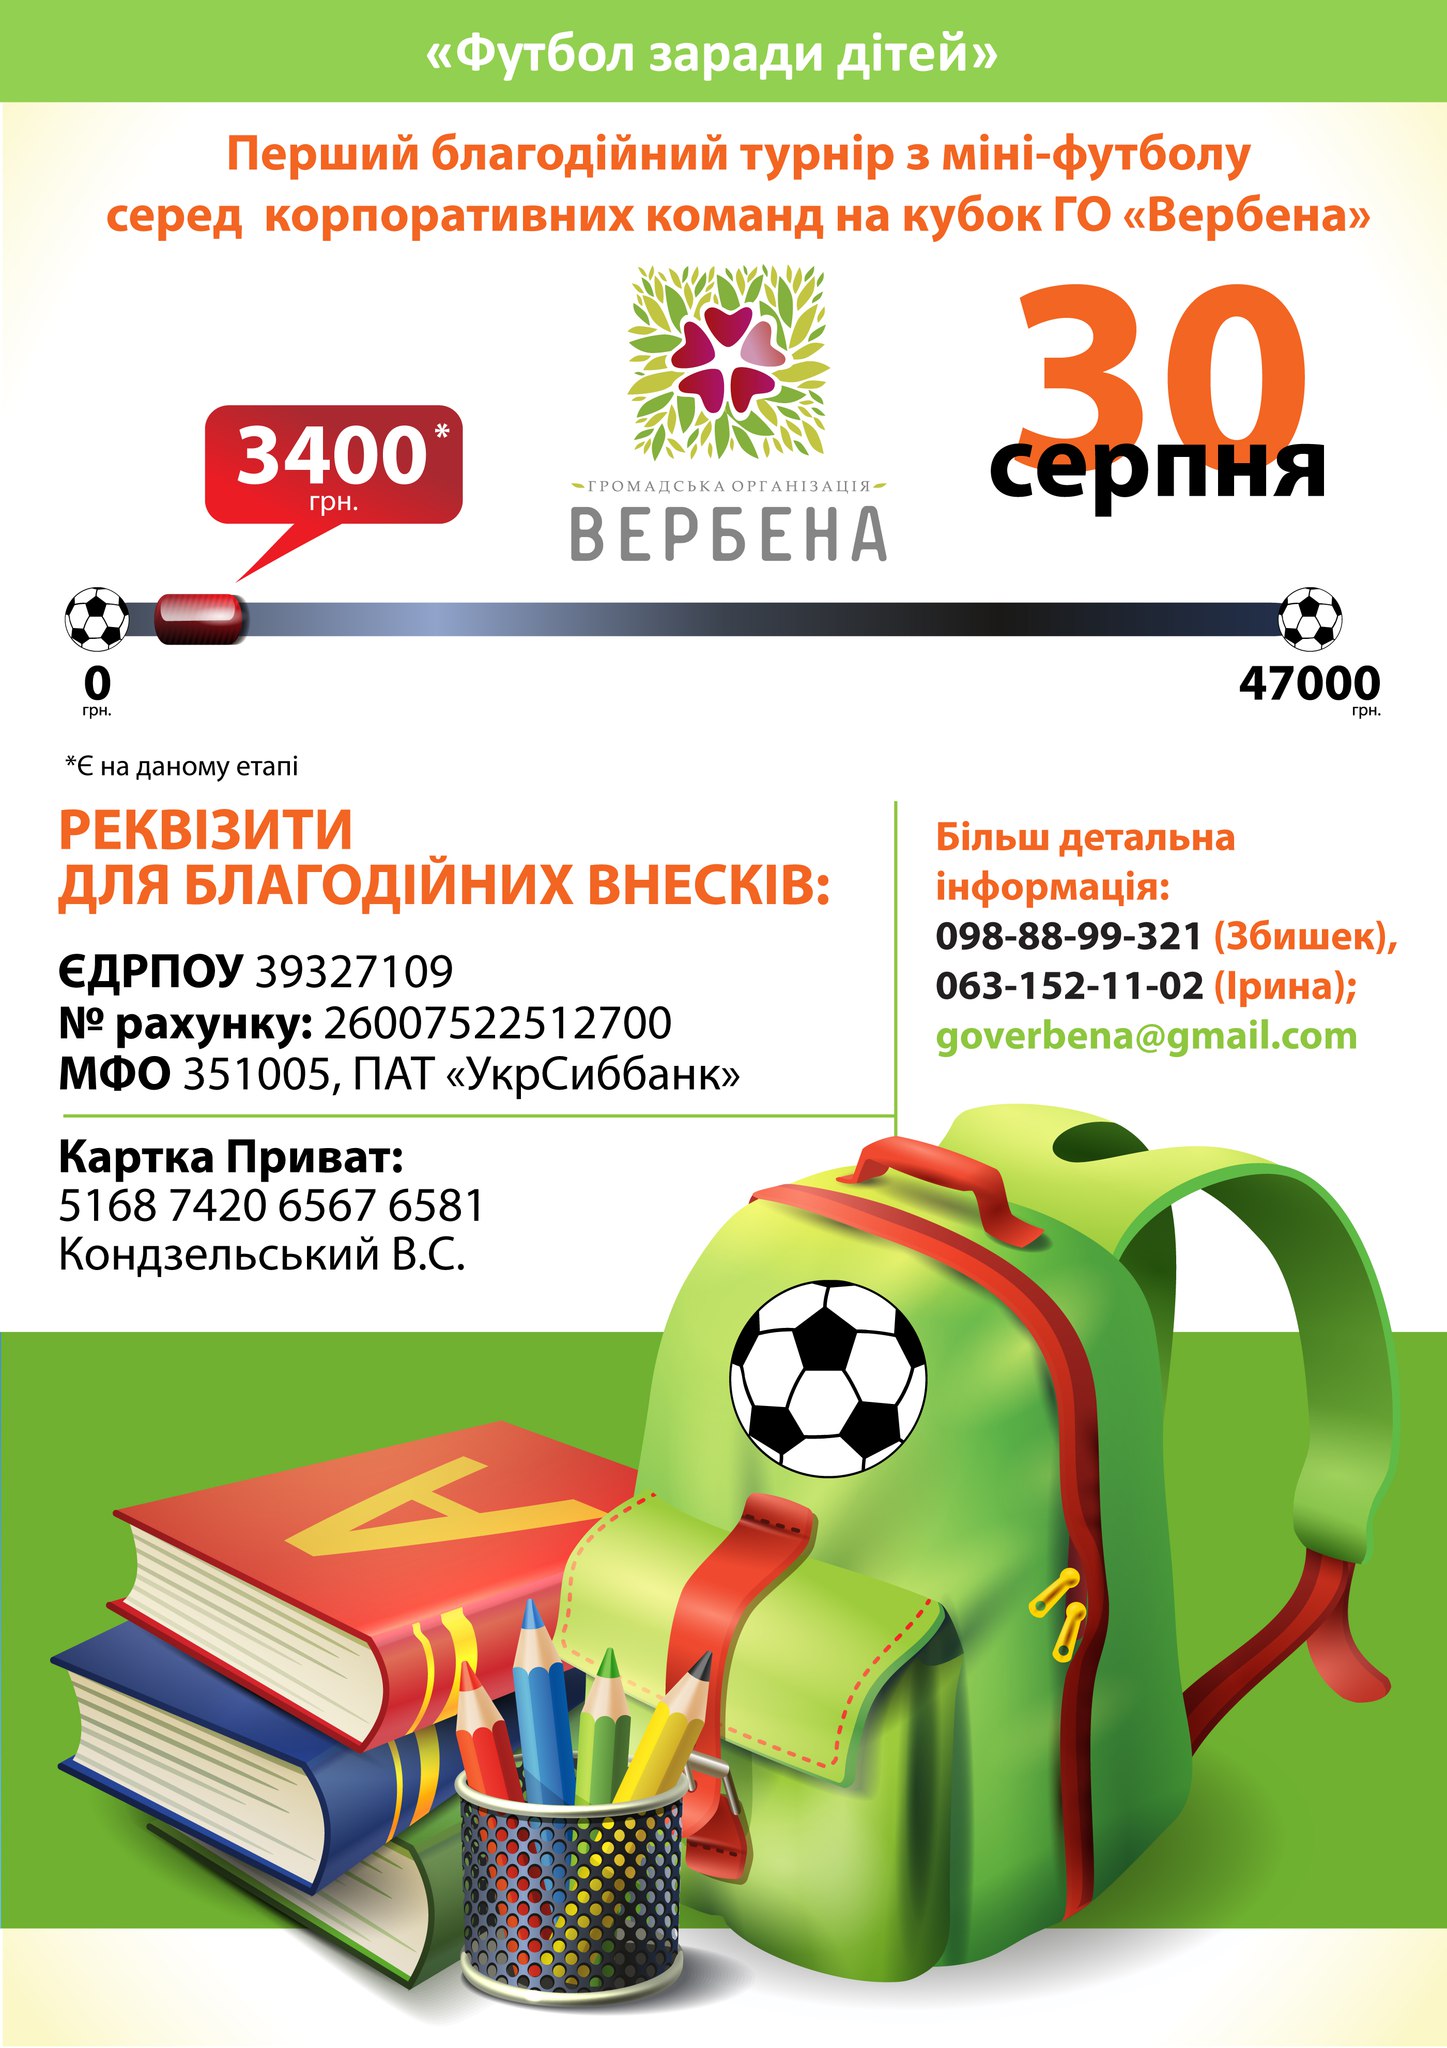 «Футбол заради дітей»
Перший благодійний турнір з міні-футболу
серед корпоративних команд на кубок ГО «Вербена»
30
серпня
3400*
грн.
ГРОМАДСЬКА ОРГАНІЗАЦІЯ
ВЕРБЕНА
0
грн.
47000
грн.
*Є на даному етапі
РЕКВІЗИТИ
ДЛЯ БЛАГОДІЙНИХ ВНЕСКІВ:
ЄДРПОУ 39327109
№ рахунку: 26007522512700
МФО 351005, ПАТ «УкрСиббанк»
Картка Приват:
5168 7420 6567 6581
Кондзельський В.С.
Більш детальна
інформація:
098-88-99-321 (Збишек),
063-152-11-02 (Ірина);
goverbena@gmail.com
A